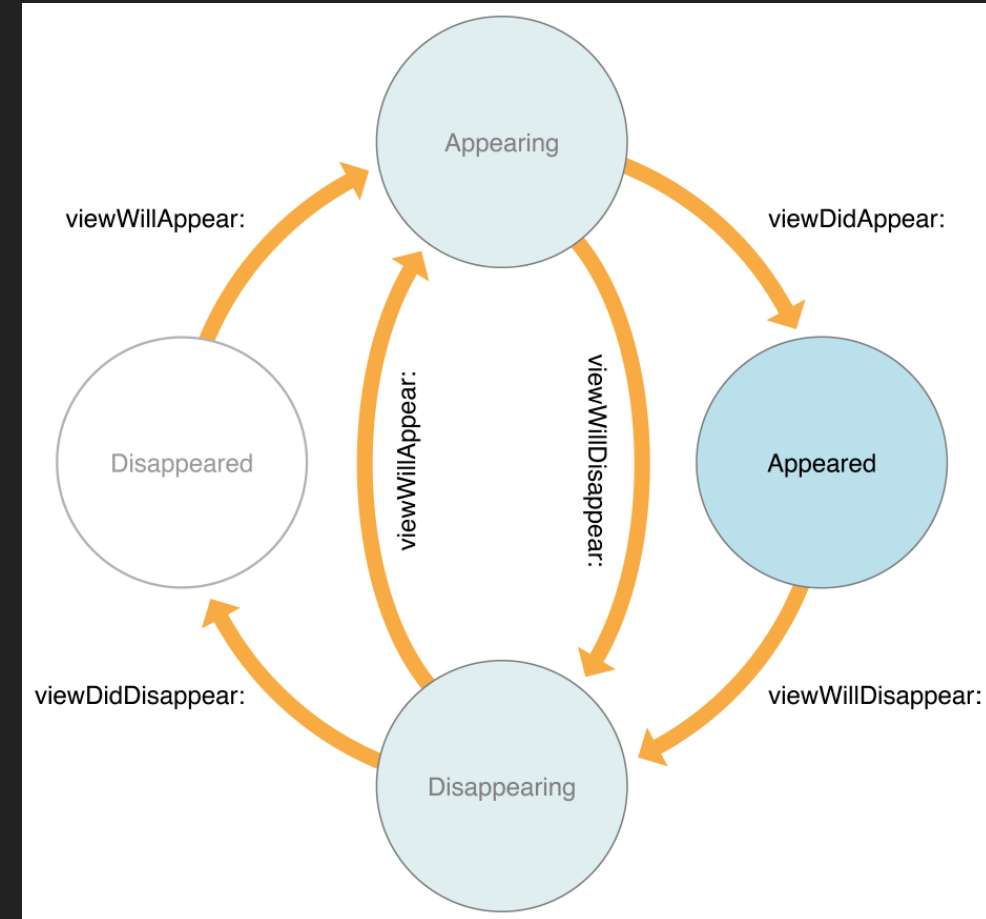 Appearing
viewWillAppear:
viewDidAppear:
viewWillAppear:
viewWillDisappear:
Disappeared
Appeared
viewDidDisappear:
viewWillDisappear:
Disappearing